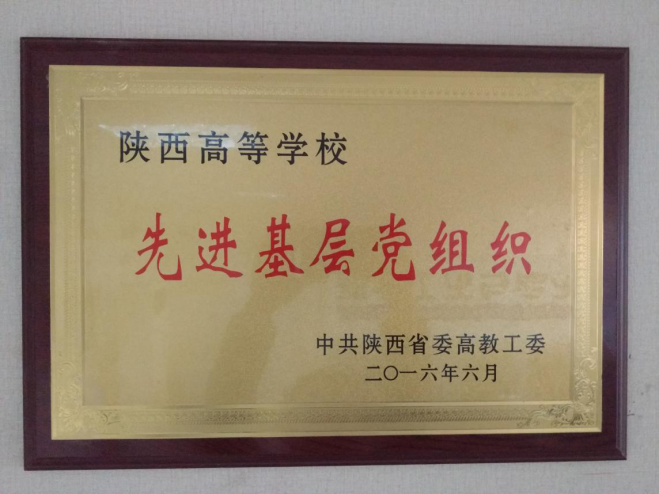 陕西高等学校
先进基层党组织
中共陕西省委高教工委
二〇一六年六月